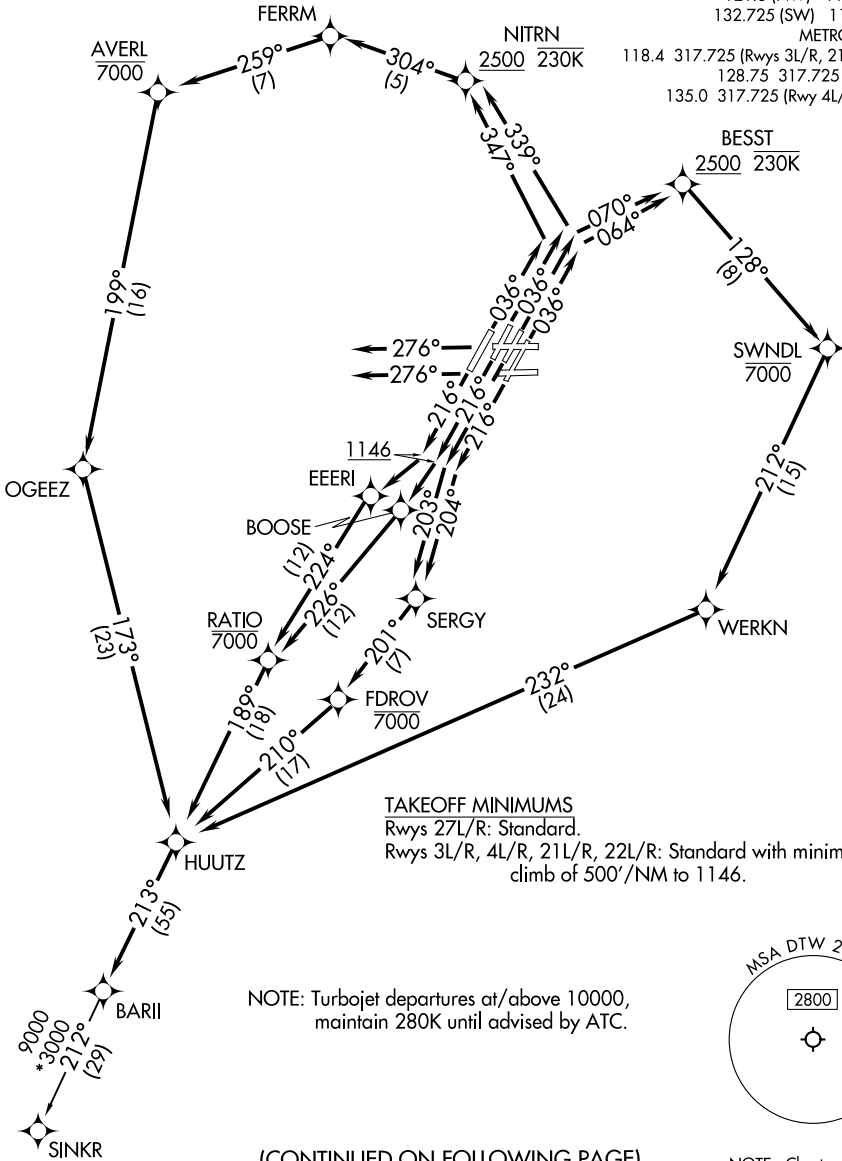 FERRM
132.725 (SW)
METRO
AVERL
7000
259°
(7)
304°
(5)
NITRN
2500 230K
118.4 317.725 (Rwys 3L/R,
128.75 317.725
135.0 317.725 (Rwy
347°
339°
BESST
2500 230K
070°
064°
128°
(8)
199°
(16)
036°
036°
036°
276°
276°
SWNDL
7000
216°
216°
216°
1146
212°
(15)
OGEEZ
EEERI
BOOSE
203°
204°
(12)
224°
226°
(12)
SERGY
WERKN
RATIO
7000
173°
(23)
201°
(7)
232°
(24)
189°
(18)
FDROV
7000
210°
(17)
TAKEOFF MINIMUMS
Rwys 27L/R: Standard.
Rwys 3L/R, 4L/R, 21L/R, 22L/R: Standard with
climb of 500'/NM to 1146.
HUUTZ
213°
(55)
MSA DTW
2800
NOTE: Turbojet departures at/above 10000,
maintain 280K until advised by ATC.
BARII
9000
*3000
212°
(29)
SINKR
(CONTINUED ON FOLLOWING PAGE)
NOTE: